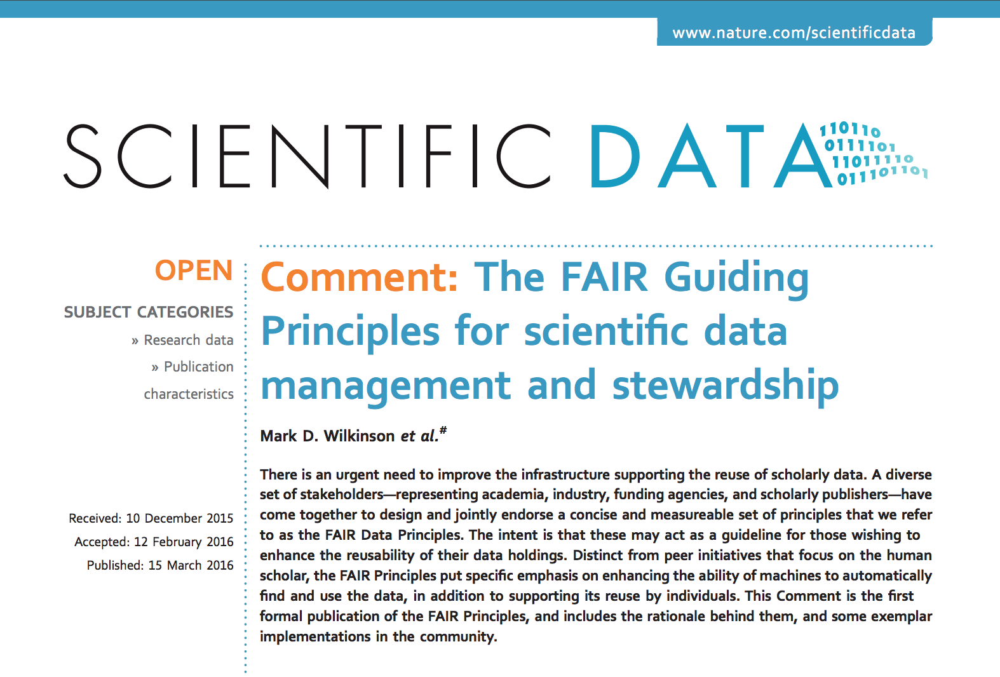 www.nature.com/scientificdata
SCIENTIFIC DATA
110110
0111101
11011110
011101101
OPEN
SUBJECT CATEGORIES
» Research data
» Publication
characteristics
Received: 10 December 2015
Accepted: 12 February 2016
Published: 15 March 2016
Comment: The FAIR Guiding
Principles for scientific data
management and stewardship
Mark D. Wilkinson et al.#
There is an urgent need to improve the infrastructure supporting the reuse of scholarly data. A diverse
set of stakeholders—representing academia, industry, funding agencies, and scholarly publishers—have
come together to design and jointly endorse a concise and measureable set of principles that we refer
to as the FAIR Data Principles. The intent is that these may act as a guideline for those wishing to
enhance the reusability of their data holdings. Distinct from peer initiatives that focus on the human
scholar, the FAIR Principles put specific emphasis on enhancing the ability of machines to automatically
find and use the data, in addition to supporting its reuse by individuals. This Comment is the first
formal publication of the FAIR Principles, and includes the rationale behind them, and some exemplar
implementations in the community.